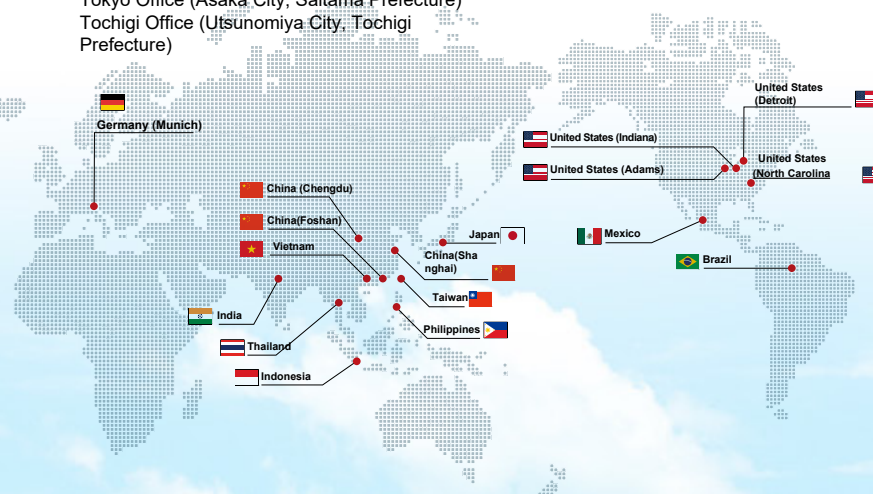 Tokyo Office (Asaka City, Saitama Prefecture)
Tochigi Office (Utsunomiya City, Tochigi
Prefecture)
United States
(Detroit)
Germany (Munich)
United States (Indiana)
United States
(North Carolina
United States (Adams)
China (Chengdu)
China(Foshan)
Japan
Mexico
Vietnam
China(Sha
nghai)
Brazil
Taiwan
India
Philippines
Thailand
Indonesia